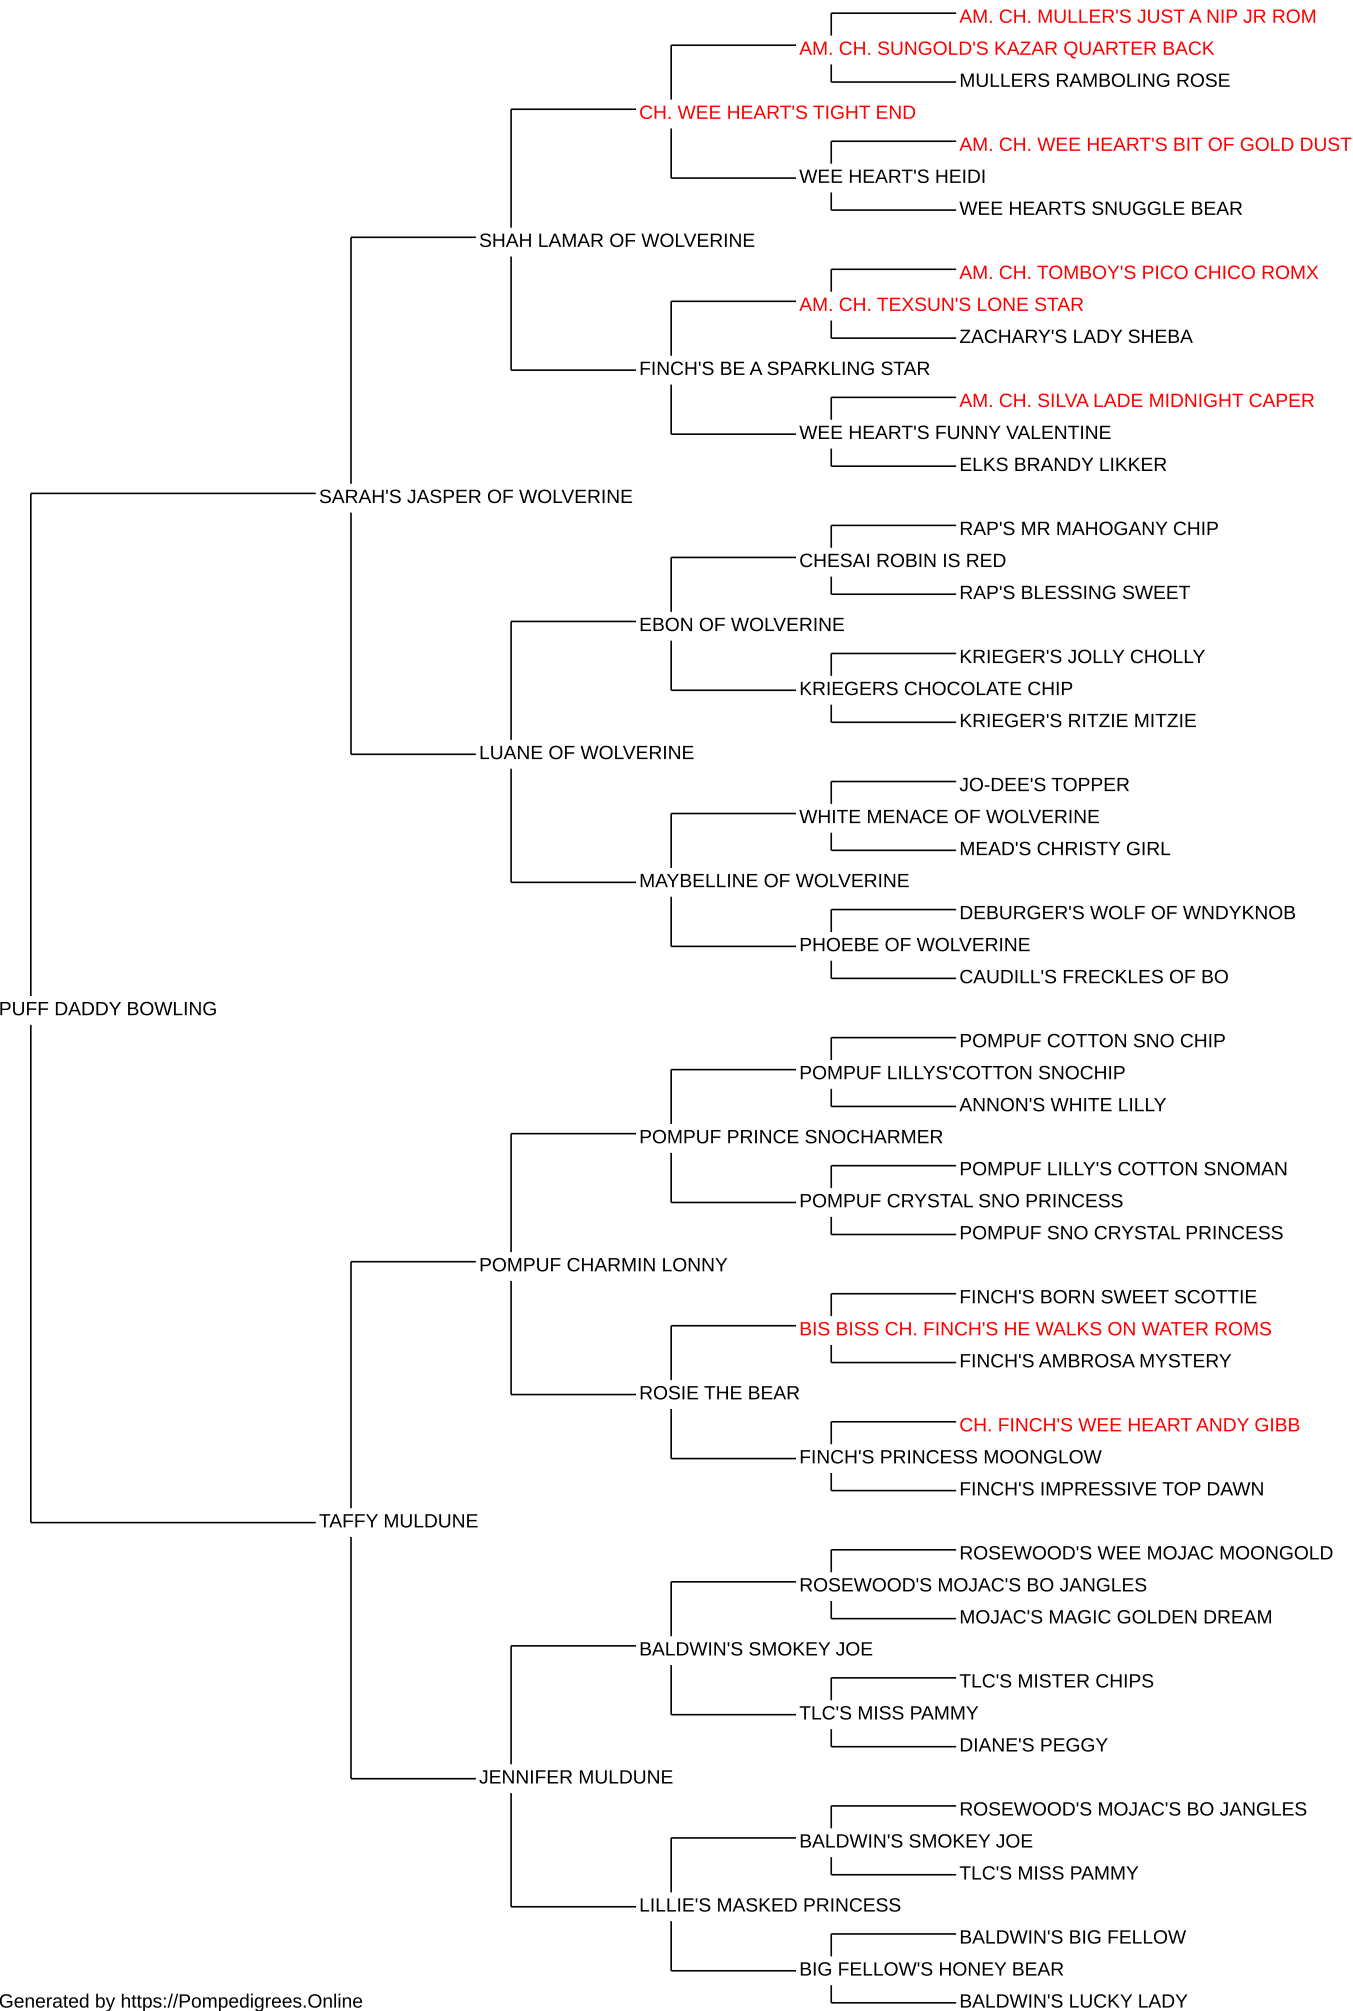 AM. CH. MULLER'S JUST A NIP JR ROM
AM. CH. SUNGOLD'S KAZAR QUARTER BACK
MULLERS RAMBOLING ROSE
CH. WEE HEART'S TIGHT END
AM. CH. WEE HEART'S BIT OF GOLD DUST
WEE HEART'S HEIDI
WEE HEARTS SNUGGLE BEAR
SHAH LAMAR OF WOLVERINE
AM. CH. TOMBOY'S PICO CHICO ROMX
AM. CH. TEXSUN'S LONE STAR
ZACHARY'S LADY SHEBA
FINCH'S BE A SPARKLING STAR
AM. CH. SILVA LADE MIDNIGHT CAPER
WEE HEART'S FUNNY VALENTINE
ELKS BRANDY LIKKER
SARAH'S JASPER OF WOLVERINE
RAP'S MR MAHOGANY CHIP
CHESAI ROBIN IS RED
RAP'S BLESSING SWEET
EBON OF WOLVERINE
KRIEGER'S JOLLY CHOLLY
KRIEGERS CHOCOLATE CHIP
KRIEGER'S RITZIE MITZIE
LUANE OF WOLVERINE
JO-DEE'S TOPPER
WHITE MENACE OF WOLVERINE
MEAD'S CHRISTY GIRL
MAYBELLINE OF WOLVERINE
DEBURGER'S WOLF OF WNDYKNOB
PHOEBE OF WOLVERINE
CAUDILL'S FRECKLES OF BO
PUFF DADDY BOWLING
POMPUF COTTON SNO CHIP
POMPUF LILLYS'COTTON SNOCHIP
ANNON'S WHITE LILLY
POMPUF PRINCE SNOCHARMER
POMPUF LILLY'S COTTON SNOMAN
POMPUF CRYSTAL SNO PRINCESS
POMPUF SNO CRYSTAL PRINCESS
POMPUF CHARMIN LONNY
FINCH'S BORN SWEET SCOTTIE
BIS BISS CH. FINCH'S HE WALKS ON WATER ROMS
FINCH'S AMBROSA MYSTERY
ROSIE THE BEAR
CH. FINCH'S WEE HEART ANDY GIBB
FINCH'S PRINCESS MOONGLOW
FINCH'S IMPRESSIVE TOP DAWN
TAFFY MULDUNE
ROSEWOOD'S WEE MOJAC MOONGOLD
ROSEWOOD'S MOJAC'S BO JANGLES
MOJAC'S MAGIC GOLDEN DREAM
BALDWIN'S SMOKEY JOE
TLC'S MISTER CHIPS
TLC'S MISS PAMMY
DIANE'S PEGGY
JENNIFER MULDUNE
ROSEWOOD'S MOJAC'S BO JANGLES
BALDWIN'S SMOKEY JOE
TLC'S MISS PAMMY
LILLIE'S MASKED PRINCESS
BALDWIN'S BIG FELLOW
BIG FELLOW'S HONEY BEAR
BALDWIN'S LUCKY LADY
Generated by https://Pompedigrees.Online